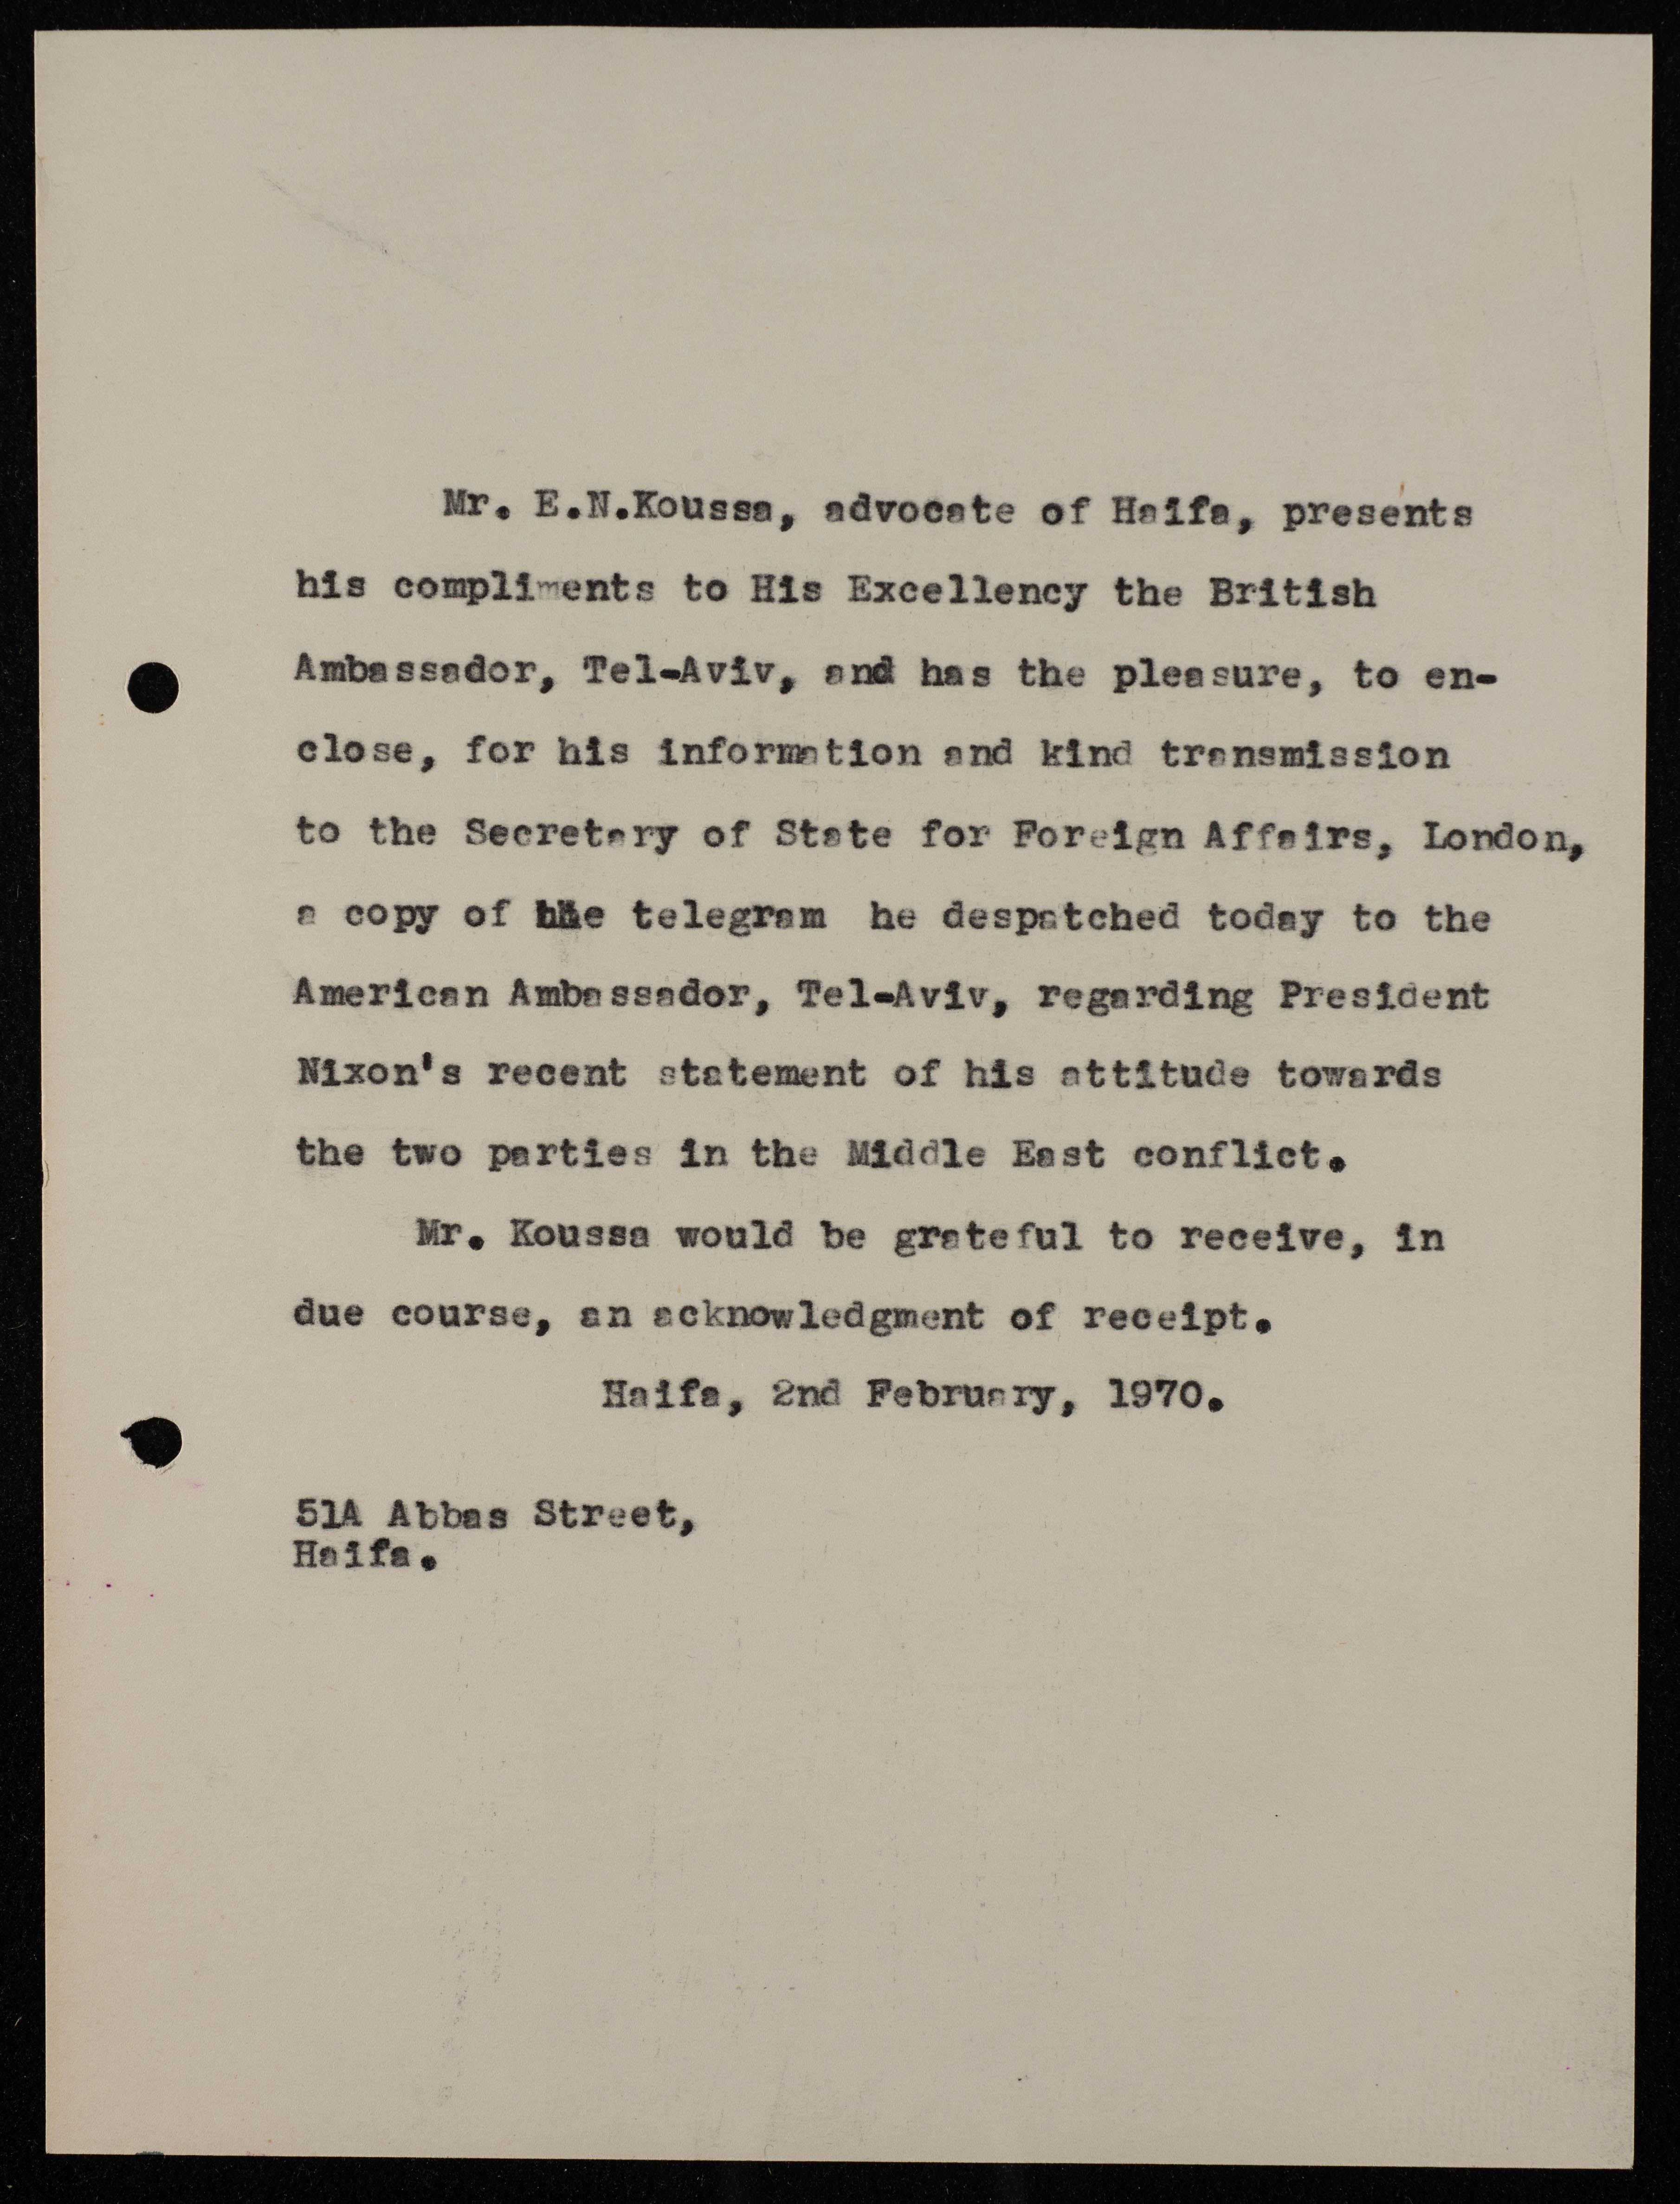 Mr. E.N.Koussa, advocate of Haifa, presents
his compliments to His Excellency the British
Ambassador, Tel-Aviv, and has the pleasure, to en-
close, for his information and kind transmission
to the Secretary of State for Foreign Affairs, London,
a copy of the telegram he despatched today to the
American Ambassador, Tel-Aviv, regarding President
Nixon's recent statement of his attitude towards
the two parties in the Middle East conflict.
Mr. Koussa would be grateful to receive, in
due course, an acknowledgment of receipt.
Haifa, 2nd February, 1970.
51A Abbas Street,
Haifa.